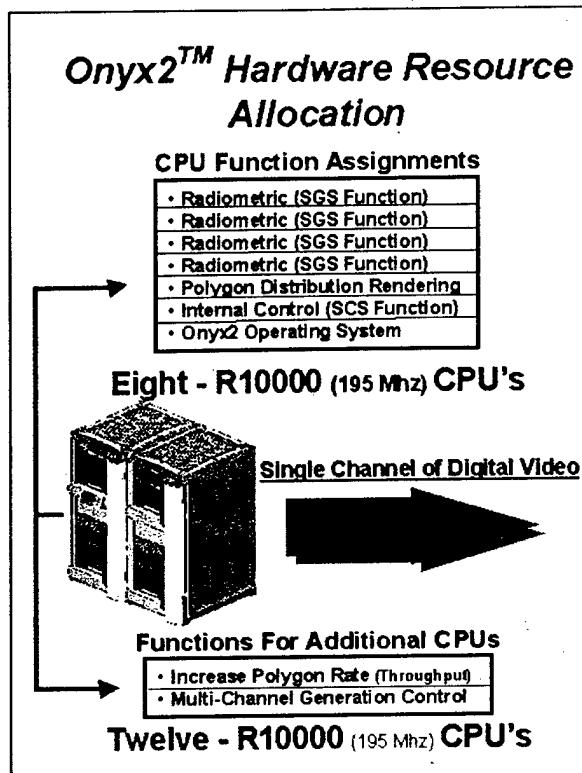 Onyx2™ Hardware Resource
Allocation
CPU Function Assignments
• Radiometric (SGS Function)
• Radiometric (SGS Function)
• Radiometric (SGS Function)
• Radiometric (SGS Function)
• Polygon Distribution Rendering
• Internal Control (SCS Function)
• Onyx2 Operating System
Eight - R10000 (195 Mhz) CPU's
Single Channel of Digital Video
Functions For Additional CPUs
• Increase Polygon Rate (Throughput)
• Multi-Channel Generation Control
Twelve - R10000 (195 Mhz) CPU's